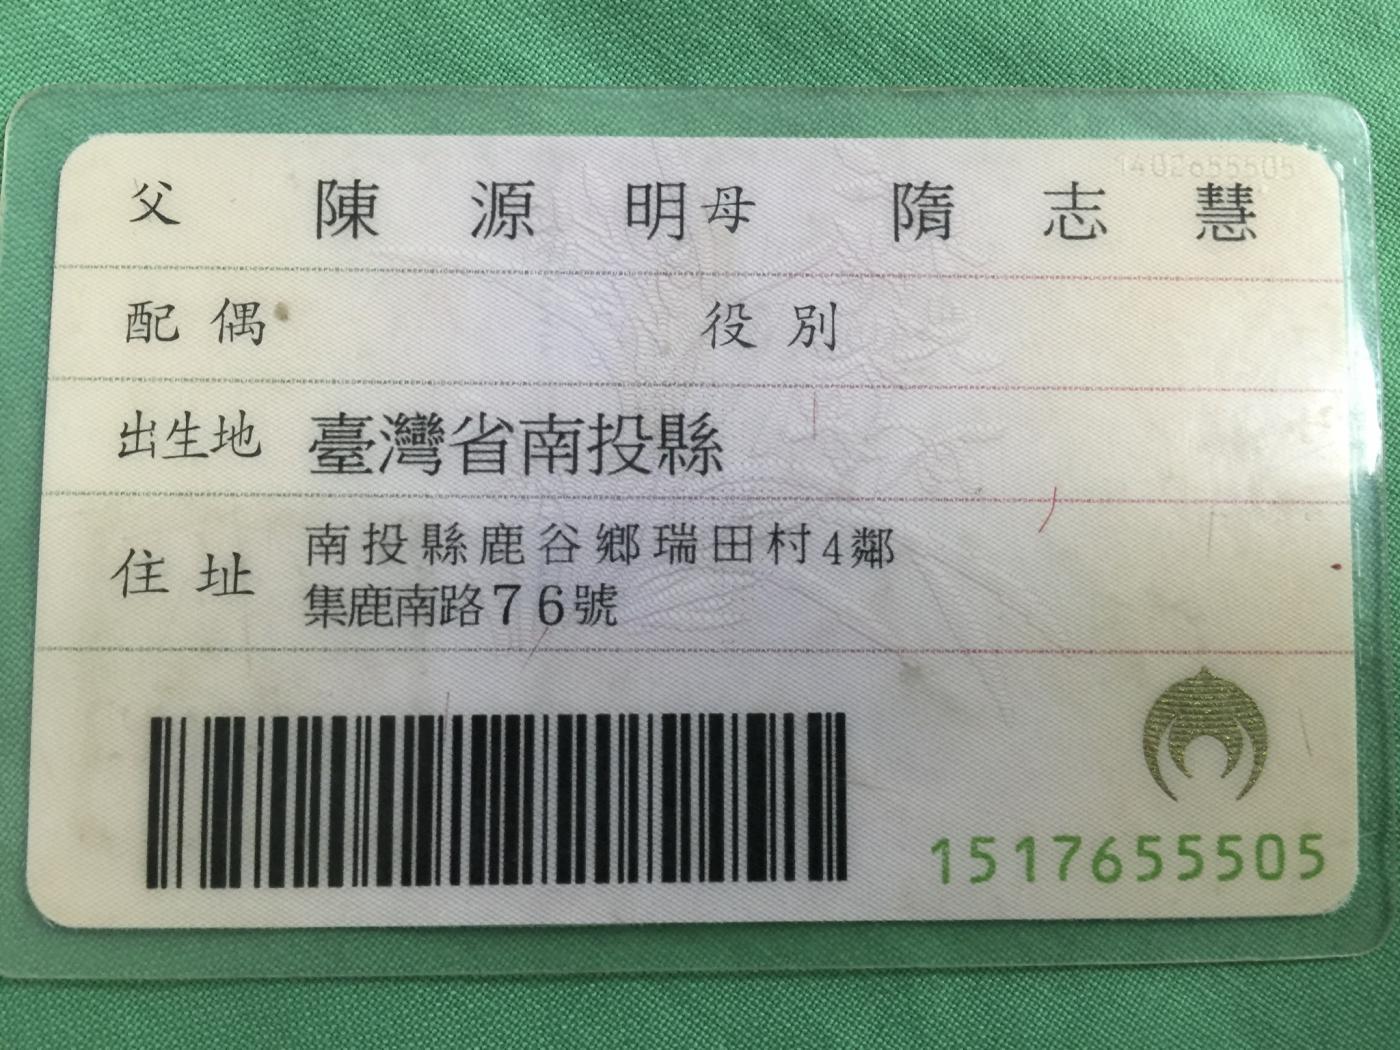 父 陳源明 母 隋志慧
配偶 役別
出生地 臺灣省南投縣
住址 南投縣鹿谷鄉瑞田村4鄰
集鹿南路76號
1517655505